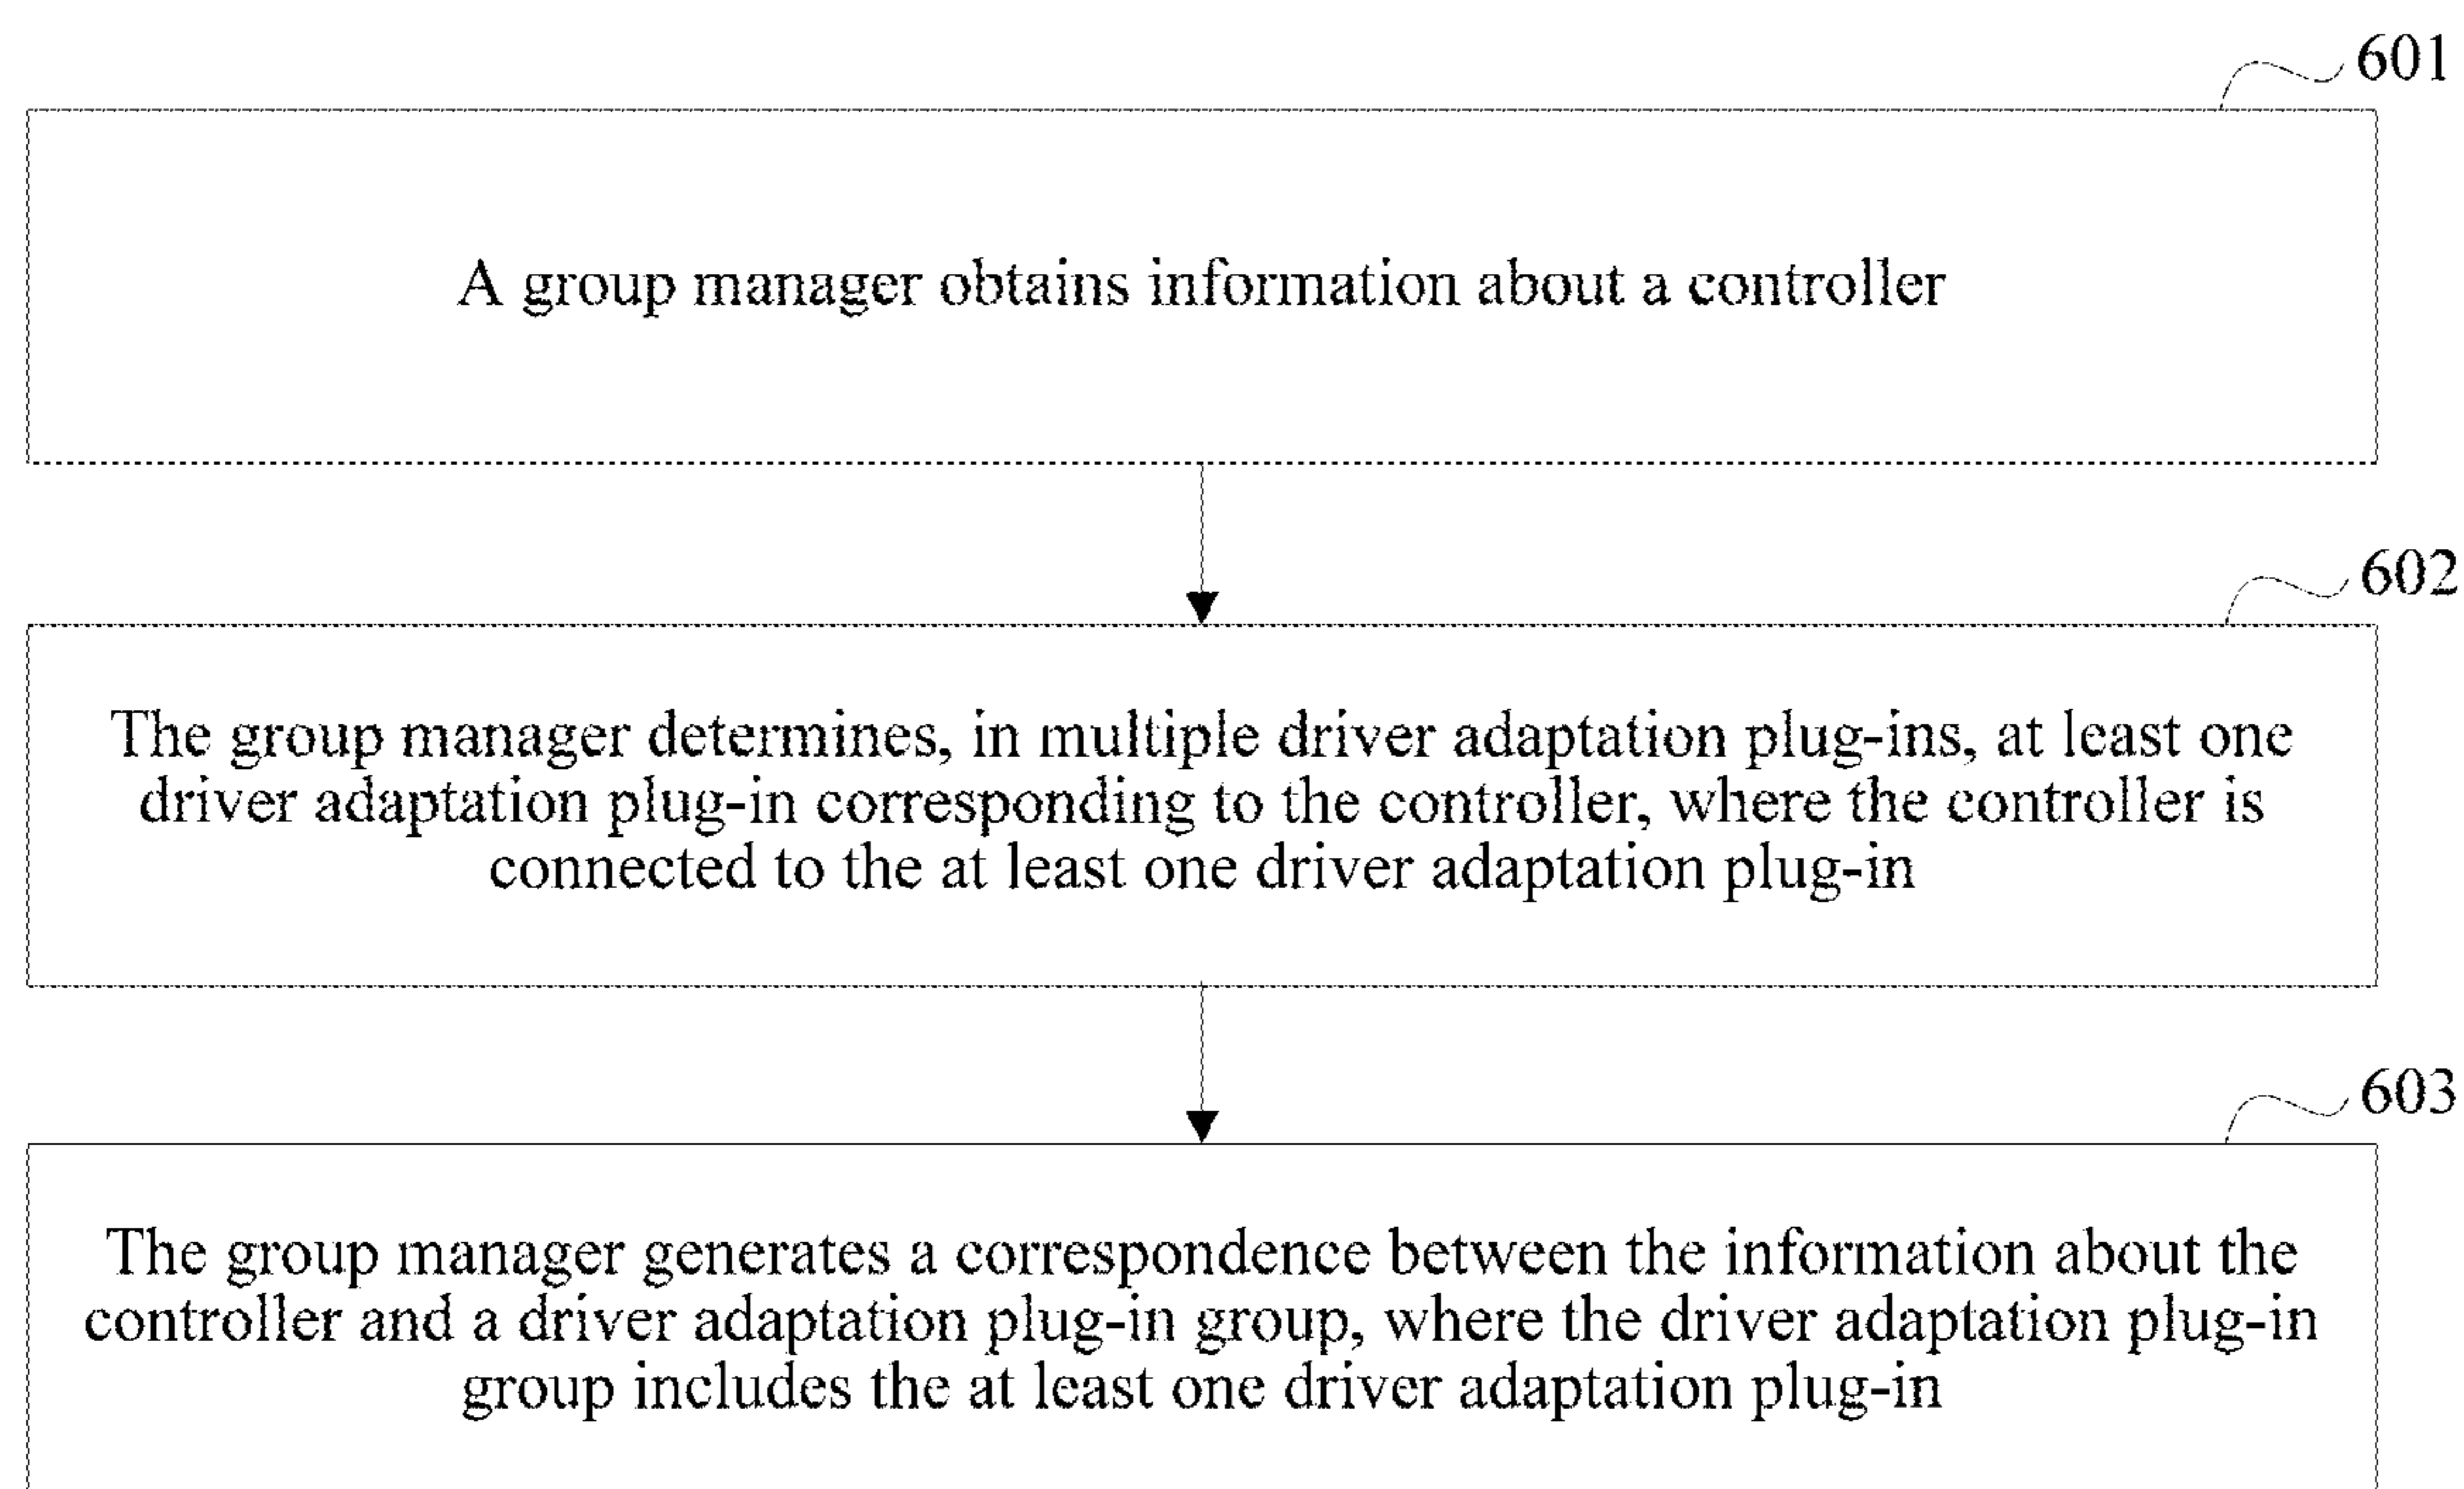 601
A group manager obtains information about a controller
602
The group manager determines, in multiple driver adaptation plug-ins, at least one
driver adaptation plug-in corresponding to the controller, where the controller is
connected to the at least one driver adaptation plug-in
603
The group manager generates a correspondence between the information about the
controller and a driver adaptation plug-in group, where the driver adaptation plug-in
group includes the at least one driver adaptation plug-in